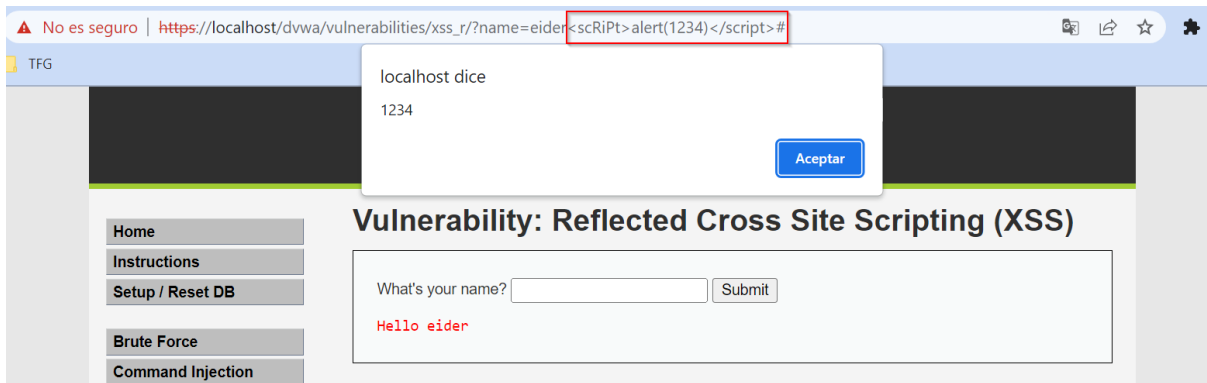 No es seguro | https://localhost/dvwa/vulnerabilities/xss_r/?name=eider<scRiPt>alert(1234)</script>#
TFG
localhost dice
1234
Aceptar
Vulnerability: Reflected Cross Site Scripting (XSS)
Home
Instructions
Setup / Reset DB
Brute Force
Command Injection
What's your name? Submit
Hello eider